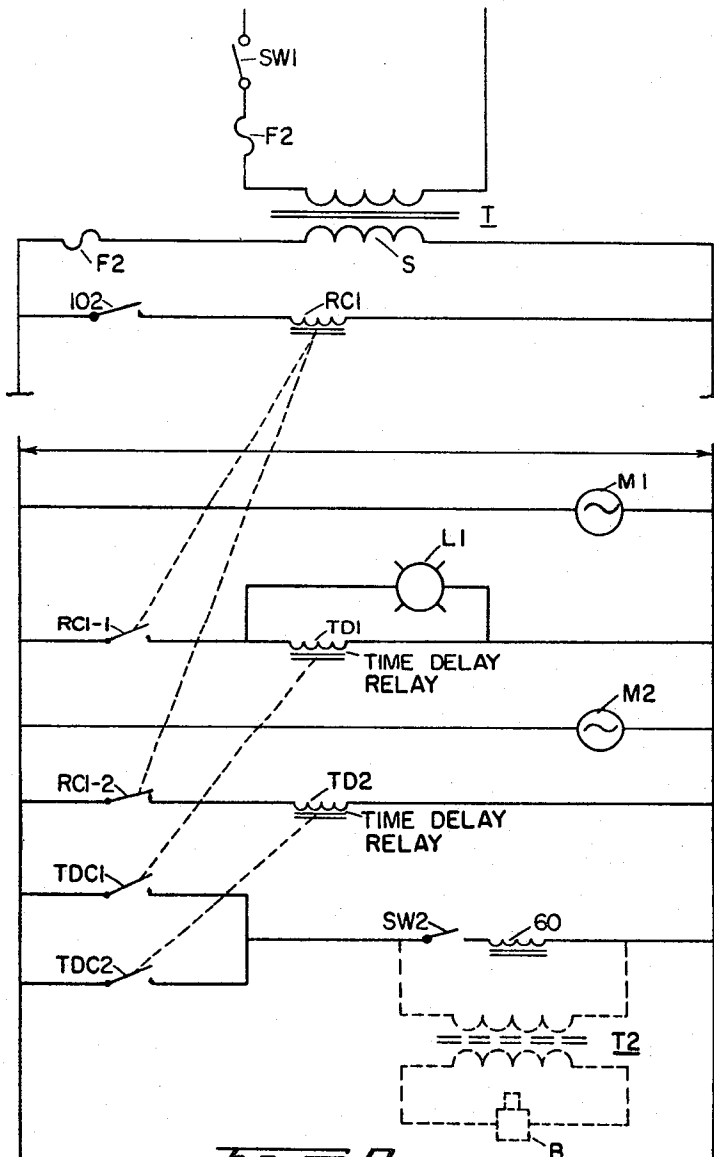 SW1
F2
T
F2
S
102
RC1
M1
L1
RC1-1
TD1
TIME DELAY
RELAY
M2
RC1-2
TD2
TIME DELAY
RELAY
TDC1
SW2
60
TDC2
T2
B